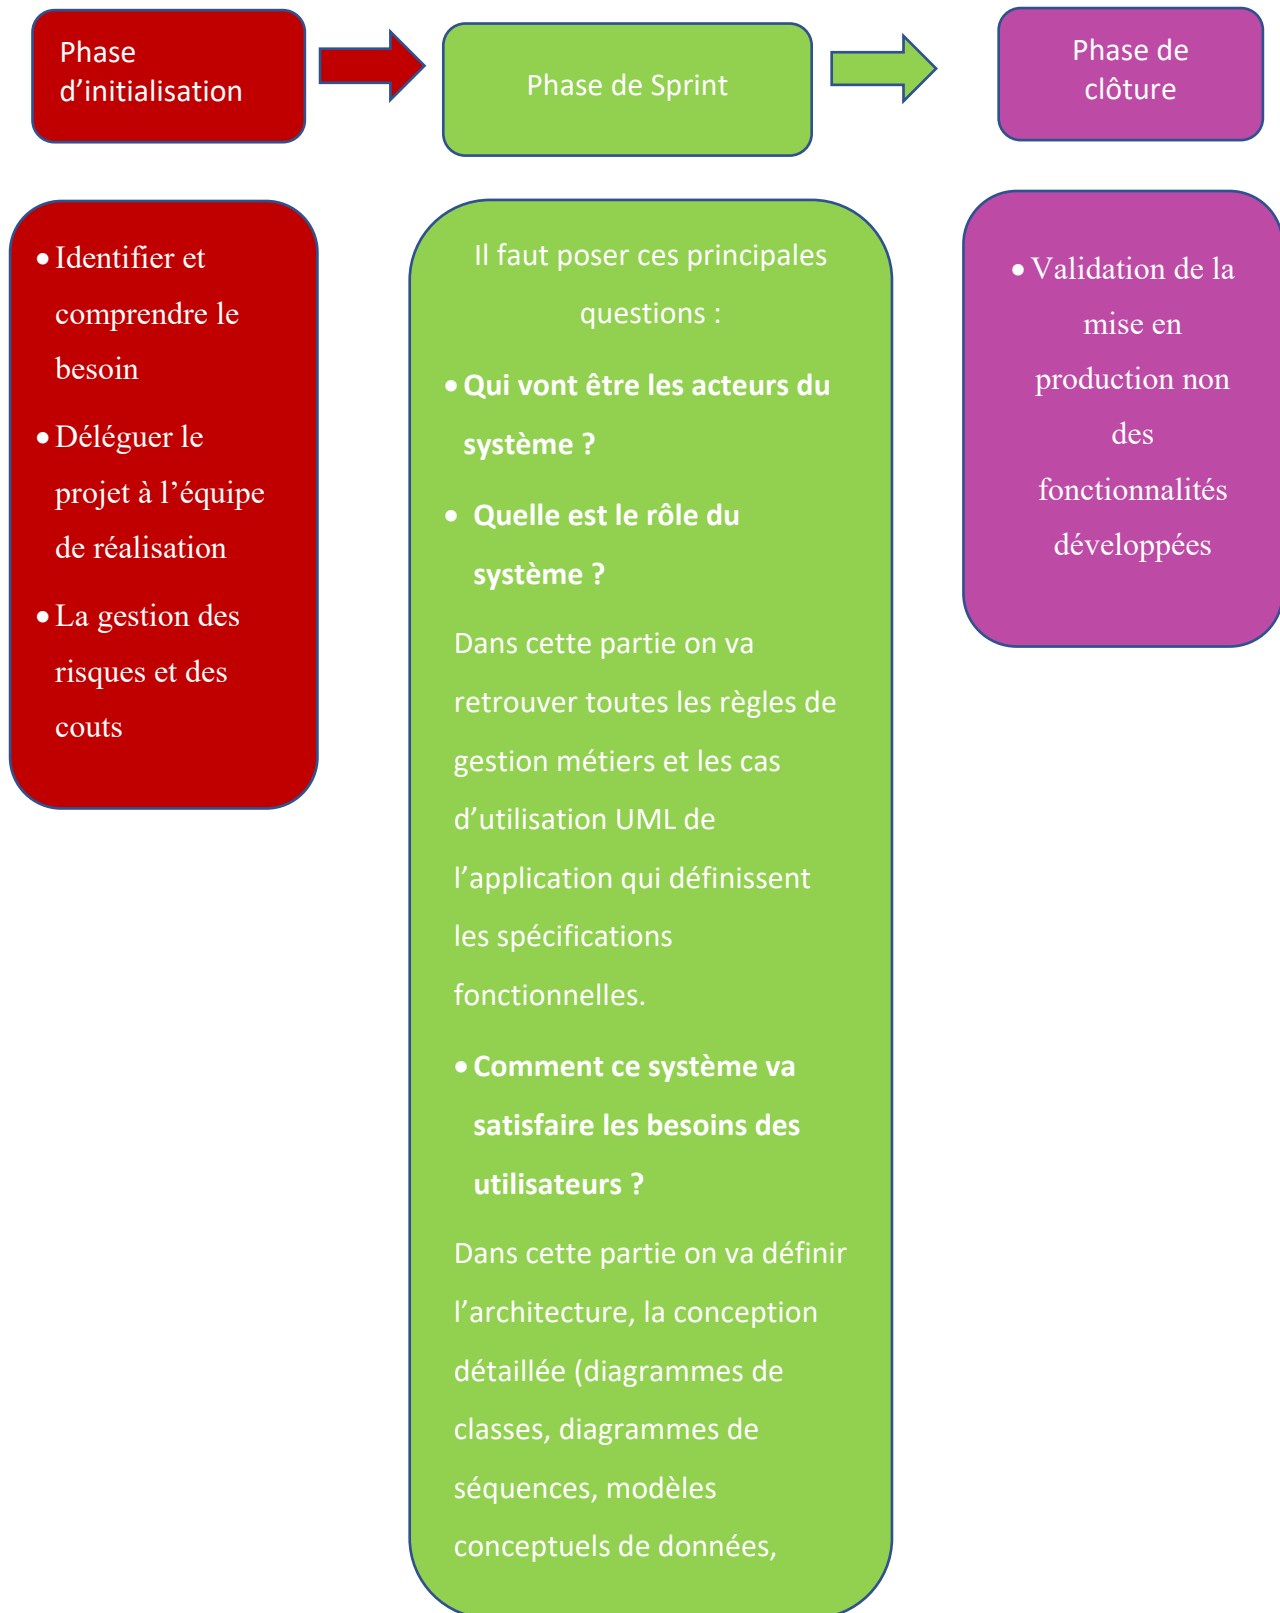 Phase
d’initialisation
Phase de Sprint
Phase de
clôture
• Identifier et
comprendre le
besoin
• Déléguer le
projet à l’équipe
de réalisation
• La gestion des
risques et des
couts
Il faut poser ces principales
questions :
• Qui vont être les acteurs du
système ?
• Quelle est le rôle du
système ?
Dans cette partie on va
retrouver toutes les règles de
gestion métiers et les cas
d’utilisation UML de
l’application qui définissent
les spécifications
fonctionnelles.
• Comment ce système va
satisfaire les besoins des
utilisateurs ?
Dans cette partie on va définir
l’architecture, la conception
détaillée (diagrammes de
classes, diagrammes de
séquences, modèles
conceptuels de données,
• Validation de la
mise en
production non
des
fonctionnalités
développées